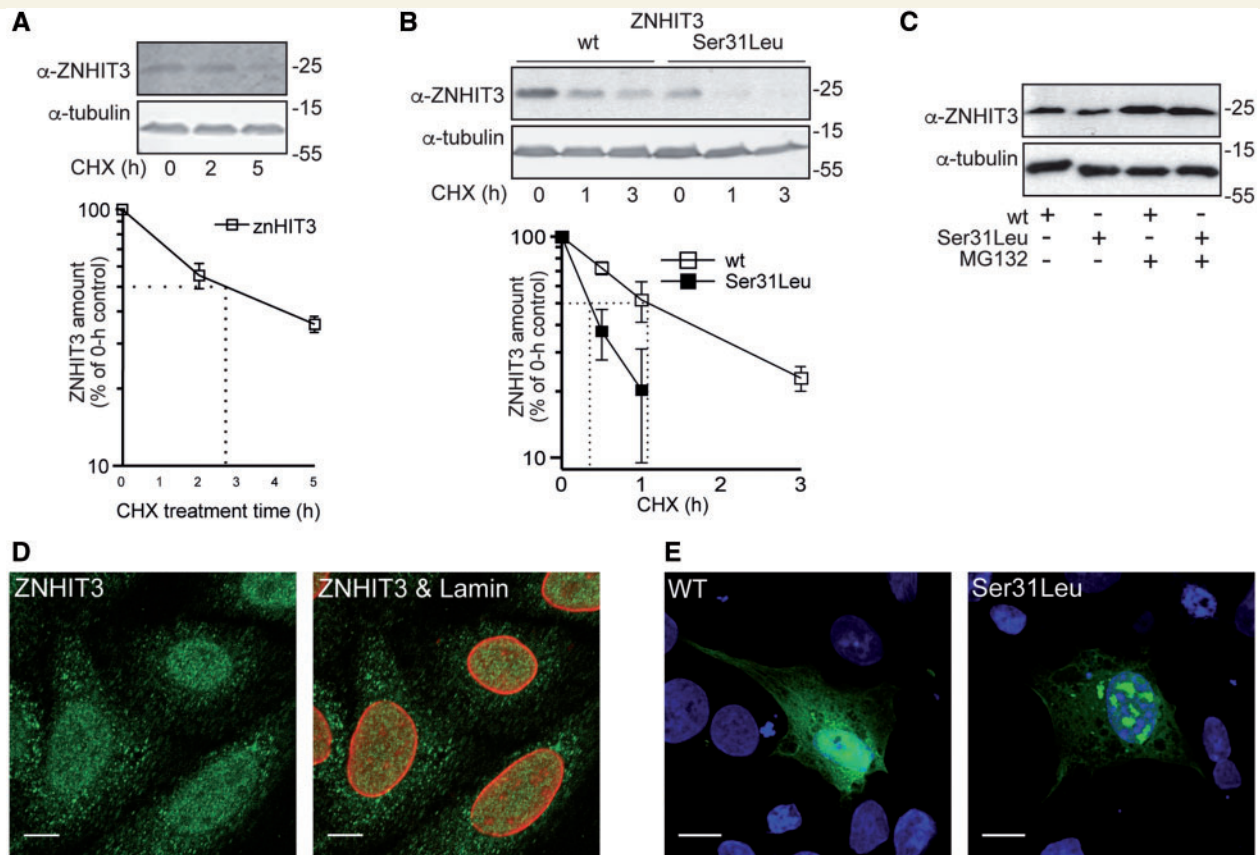 A
α-ZNHIT3
-25
-15
α-tubulin
-55
CHX (h) 0 2 5
100
znHIT3
ZNHIT3 amount
(% of 0-h control)
10
0 1 2 3 4 5
CHX treatment time (h)
B
ZNHIT3
wt Ser31Leu
α-ZNHIT3
-25
-15
α-tubulin
-55
CHX (h) 0 1 3 0 1 3
100
wt
Ser31Leu
ZNHIT3 amount
(% of 0-h control)
10
0 1 3
CHX (h)
C
α-ZNHIT3
-25
-15
α-tubulin
-55
wt + - + -
Ser31Leu - + - +
MG132 - - + +
D
ZNHIT3
ZNHIT3 & Lamin
E
WT
Ser31Leu